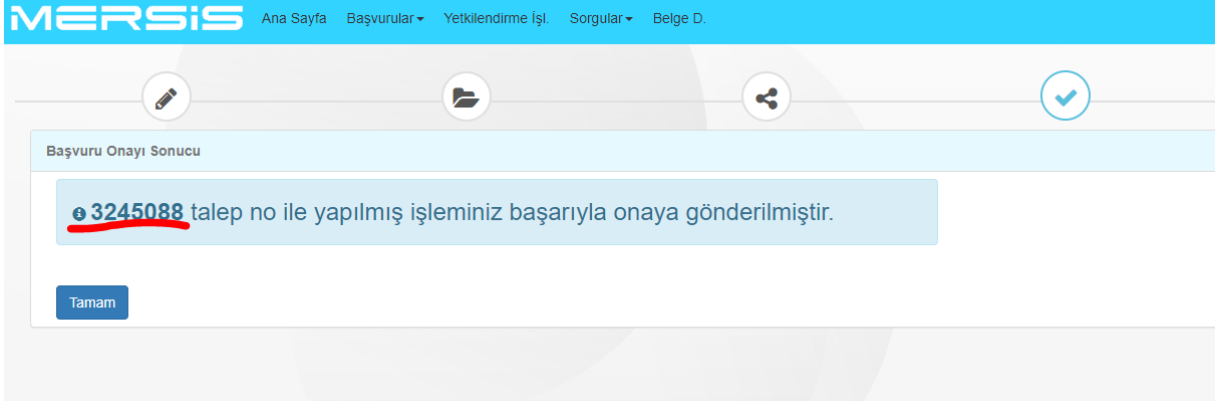 MERSiS Ana Sayfa Başvurular Yetkilendirme İşl. Sorgular Belge D.
Başvuru Onayı Sonucu
3245088 talep no ile yapılmış işleminiz başarıyla onaya gönderilmiştir.
Tamam